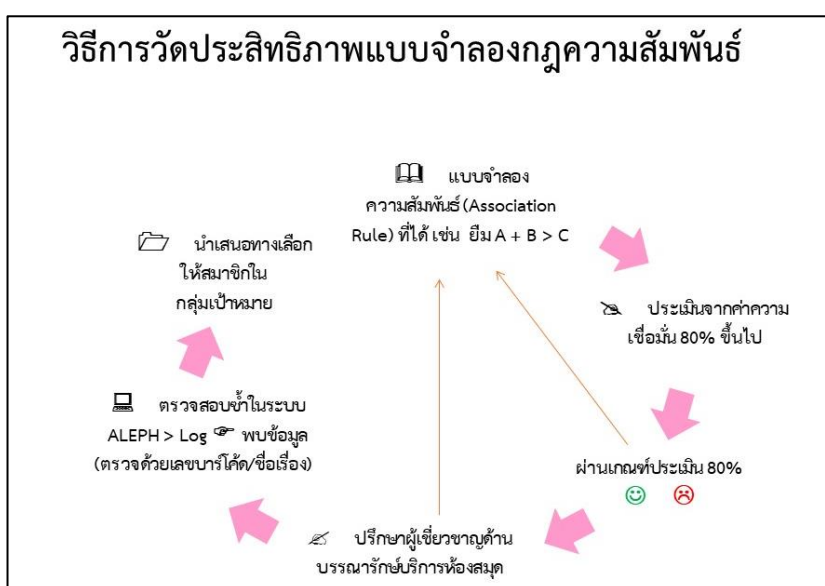 วิธีการวัดประสิทธิภาพแบบจำลองกฎความสัมพันธ์
แบบจำลอง
ความสัมพันธ์ (Association
Rule) ที่ได้ เช่น ยืม A + B > C
ประเมินจากค่าความ
เชื่อมั่น 80% ขึ้นไป
ผ่านเกณฑ์ประเมิน 80%
ปรึกษาผู้เชี่ยวชาญด้าน
บรรณารักษ์บริการห้องสมุด
ตรวจสอบซ้ำในระบบ
ALEPH > Log พบข้อมูล
(ตรวจด้วยเลขบาร์โค้ด/ชื่อเรื่อง)
นำเสนอทางเลือก
ให้สมาชิกใน
กลุ่มเป้าหมาย